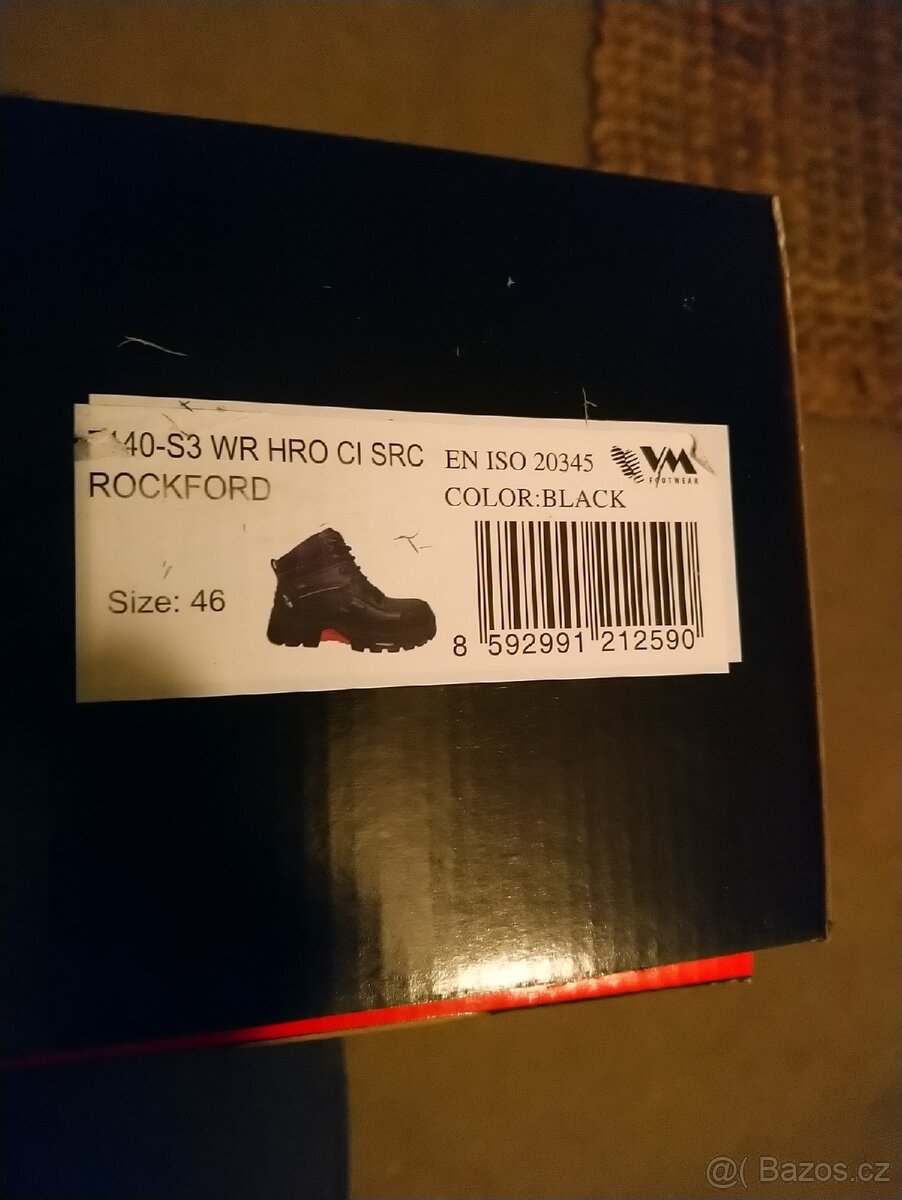 40-S3 WR HRO CI SRC
ROCKFORD
EN ISO 20345
COLOR:BLACK
VM
FOOTWEAR
Size: 46
8 592991 212590
@( Bazos.cz